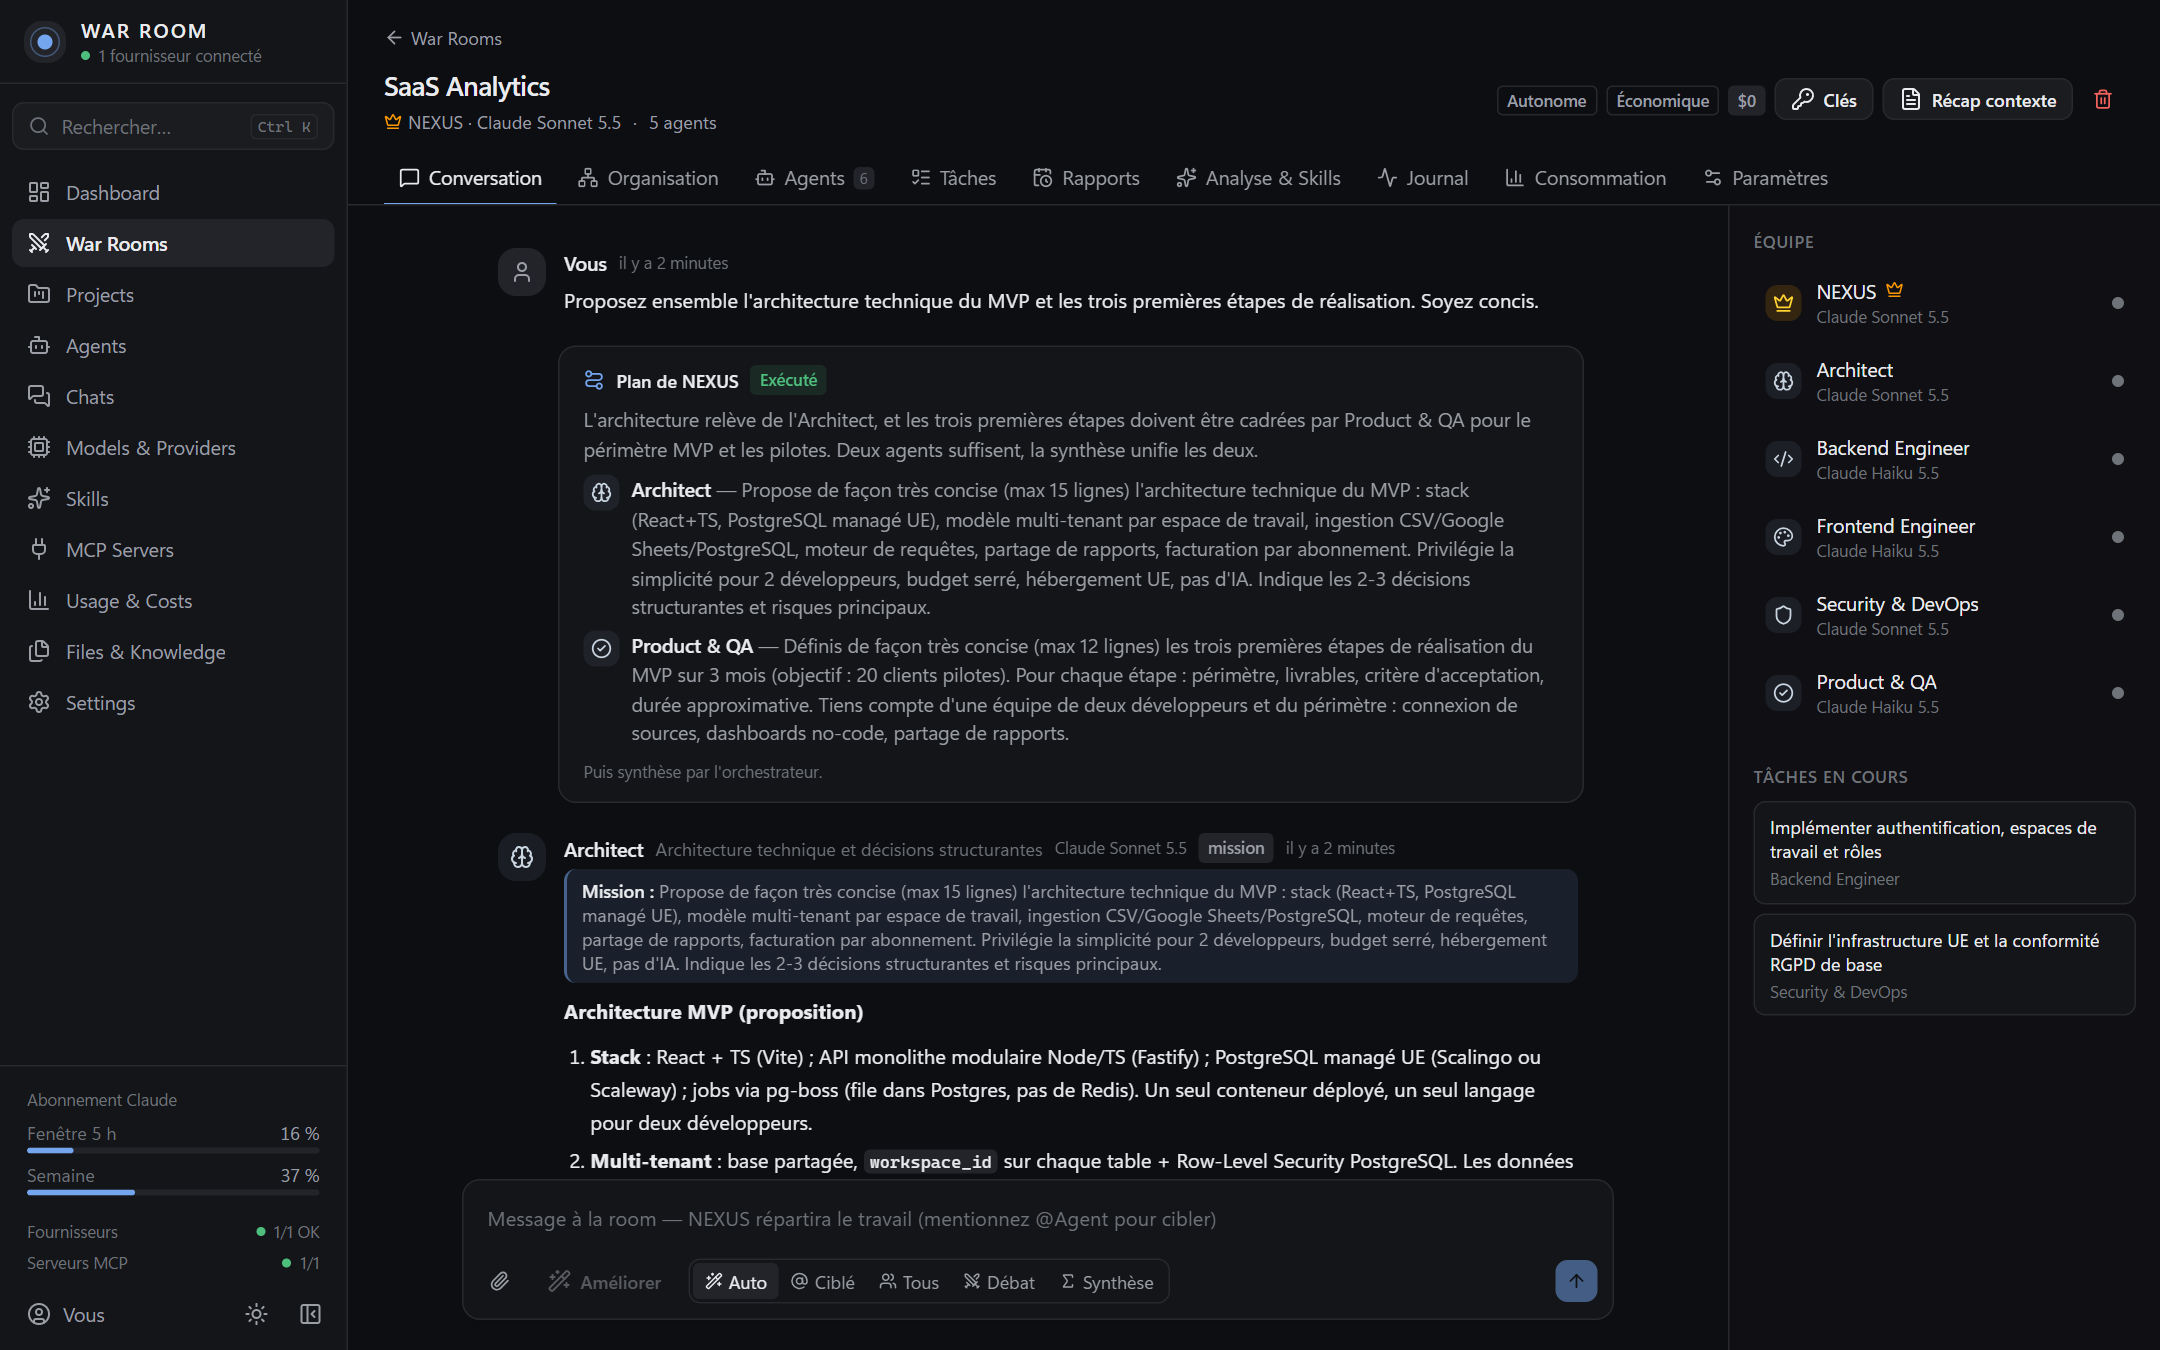 WAR ROOM
1 fournisseur connecté
Rechercher...
Ctrl K
Dashboard
War Rooms
Projects
Agents
Chats
Models & Providers
Skills
MCP Servers
Usage & Costs
Files & Knowledge
Settings
Abonnement Claude
Fenêtre 5 h 16 %
Semaine 37 %
Fournisseurs 1/1 OK
Serveurs MCP 1/1
Vous
War Rooms
SaaS Analytics
NEXUS · Claude Sonnet 5.5 · 5 agents
Autonome
Économique
$0
Clés
Récap contexte
Conversation
Organisation
Agents 6
Tâches
Rapports
Analyse & Skills
Journal
Consommation
Paramètres
Vous il y a 2 minutes
Proposez ensemble l'architecture technique du MVP et les trois premières étapes de réalisation. Soyez concis.
Plan de NEXUS Exécuté
L'architecture relève de l'Architect, et les trois premières étapes doivent être cadrées par Product & QA pour le
périmètre MVP et les pilotes. Deux agents suffisent, la synthèse unifie les deux.
Architect — Propose de façon très concise (max 15 lignes) l'architecture technique du MVP : stack
(React+TS, PostgreSQL managé UE), modèle multi-tenant par espace de travail, ingestion CSV/Google
Sheets/PostgreSQL, moteur de requêtes, partage de rapports, facturation par abonnement. Privilégie la
simplicité pour 2 développeurs, budget serré, hébergement UE, pas d'IA. Indique les 2-3 décisions
structurantes et risques principaux.
Product & QA — Définis de façon très concise (max 12 lignes) les trois premières étapes de réalisation du
MVP sur 3 mois (objectif : 20 clients pilotes). Pour chaque étape : périmètre, livrables, critère d'acceptation,
durée approximative. Tiens compte d'une équipe de deux développeurs et du périmètre : connexion de
sources, dashboards no-code, partage de rapports.
Puis synthèse par l'orchestrateur.
Architect Architecture technique et décisions structurantes Claude Sonnet 5.5 mission il y a 2 minutes
Mission : Propose de façon très concise (max 15 lignes) l'architecture technique du MVP : stack (React+TS, PostgreSQL
managé UE), modèle multi-tenant par espace de travail, ingestion CSV/Google Sheets/PostgreSQL, moteur de requêtes,
partage de rapports, facturation par abonnement. Privilégie la simplicité pour 2 développeurs, budget serré, hébergement
UE, pas d'IA. Indique les 2-3 décisions structurantes et risques principaux.
Architecture MVP (proposition)
1. Stack : React + TS (Vite) ; API monolithe modulaire Node/TS (Fastify) ; PostgreSQL managé UE (Scalingo ou
Scaleway) ; jobs via pg-boss (file dans Postgres, pas de Redis). Un seul conteneur déployé, un seul langage
pour deux développeurs.
2. Multi-tenant : base partagée, workspace_id sur chaque table + Row-Level Security PostgreSQL. Les données
Message à la room — NEXUS répartira le travail (mentionnez @Agent pour cibler)
Améliorer
Auto
Ciblé
Tous
Débat
Synthèse
ÉQUIPE
NEXUS
Claude Sonnet 5.5
Architect
Claude Sonnet 5.5
Backend Engineer
Claude Haiku 5.5
Frontend Engineer
Claude Haiku 5.5
Security & DevOps
Claude Sonnet 5.5
Product & QA
Claude Haiku 5.5
TÂCHES EN COURS
Implémenter authentification, espaces de
travail et rôles
Backend Engineer
Définir l'infrastructure UE et la conformité
RGPD de base
Security & DevOps